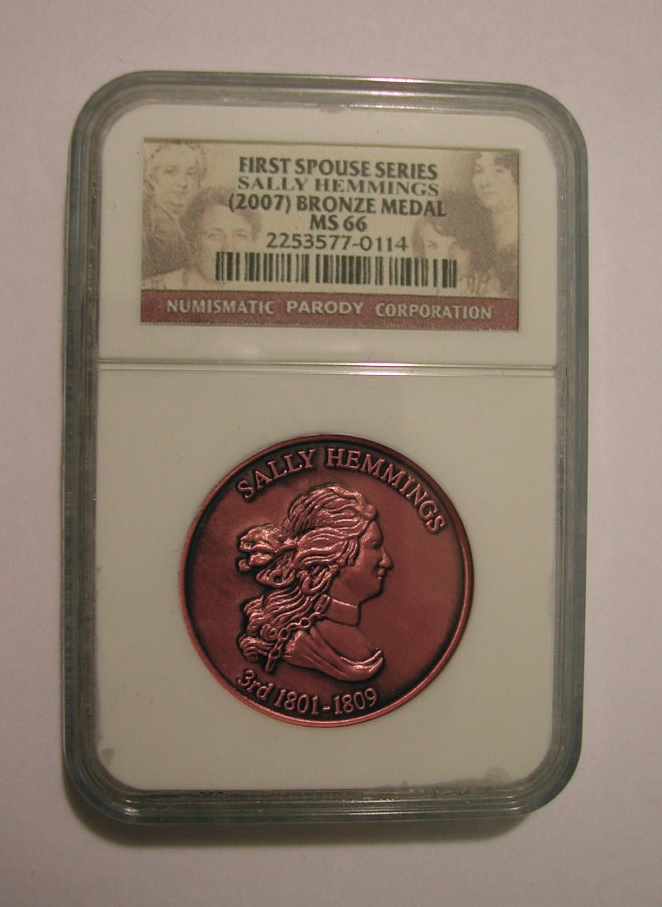 FIRST SPOUSE SERIES
SALLY HEMMINGS
(2007) BRONZE MEDAL
MS 66
2253577-0114
NUMISMATIC PARODY CORPORATION
SALLY HEMMINGS
3rd 1801-1809